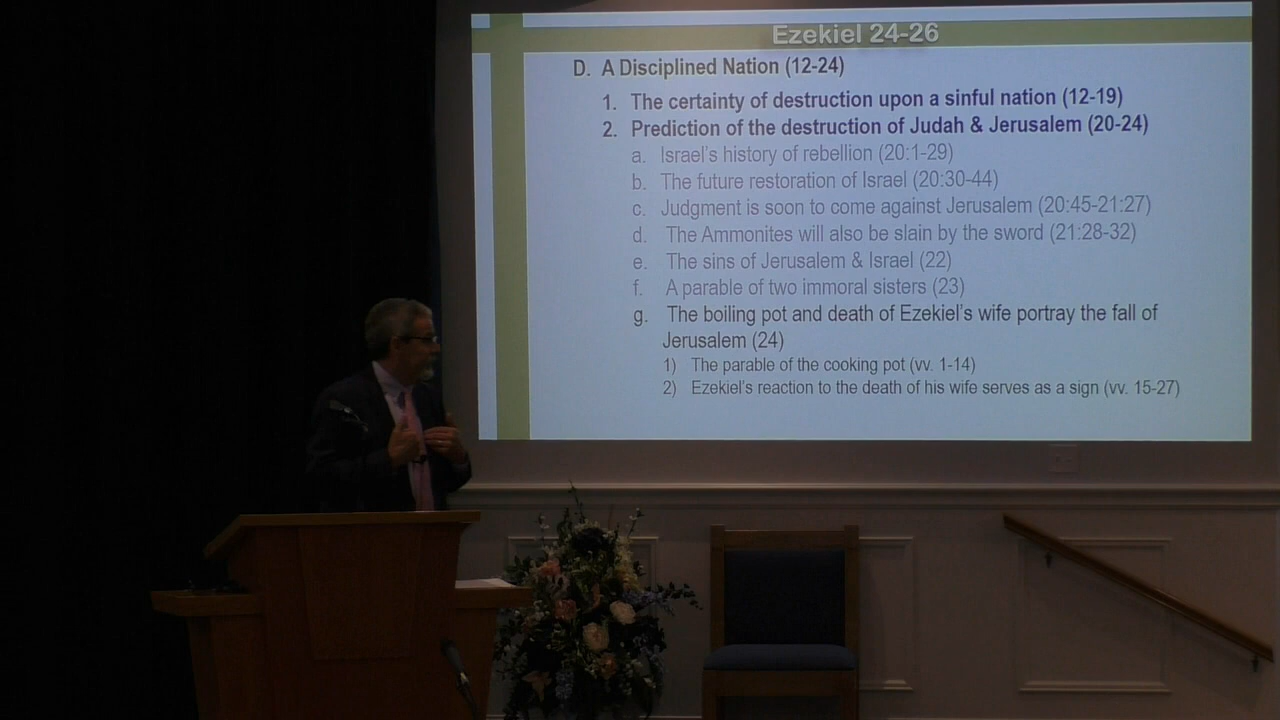 Ezekiel 24-26
D. A Disciplined Nation (12-24)
1. The certainty of destruction upon a sinful nation (12-19)
2. Prediction of the destruction of Judah & Jerusalem (20-24)
a. Israel's history of rebellion (20:1-29)
b. The future restoration of Israel (20:30-44)
c. Judgment is soon to come against Jerusalem (20:45-21:27)
d. The Ammonites will also be slain by the sword (21:28-32)
e. The sins of Jerusalem & Israel (22)
f. A parable of two immoral sisters (23)
g. The boiling pot and death of Ezekiel's wife portray the fall of
Jerusalem (24)
1) The parable of the cooking pot (vv. 1-14)
2) Ezekiel's reaction to the death of his wife serves as a sign (vv. 15-27)